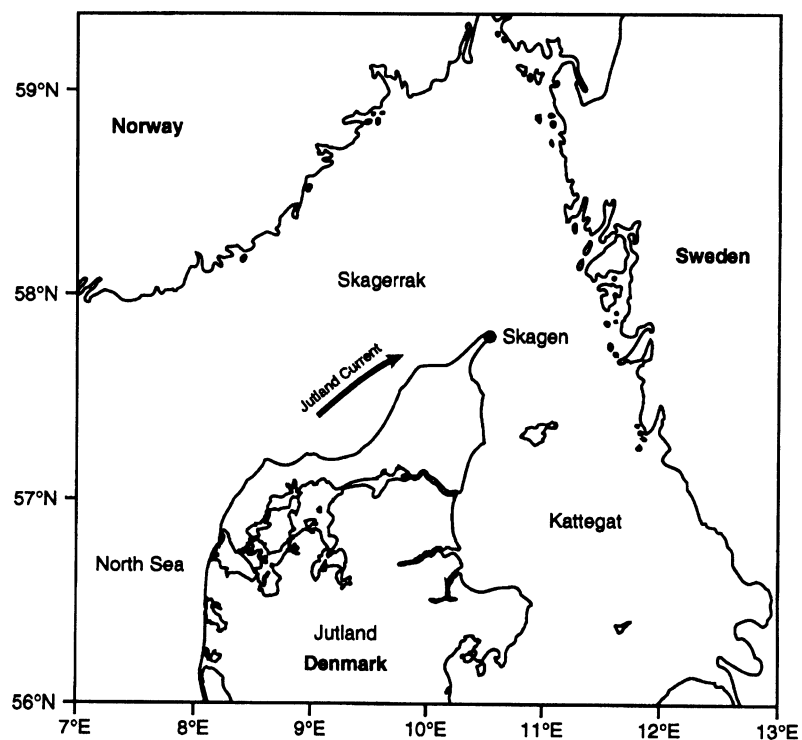 59°N
Norway
Sweden
Skagerrak
58°N
Skagen
Jutland Current
57°N
Kattegat
North Sea
Jutland
Denmark
56°N
7°E 8°E 9°E 10°E 11°E 12°E 13°E